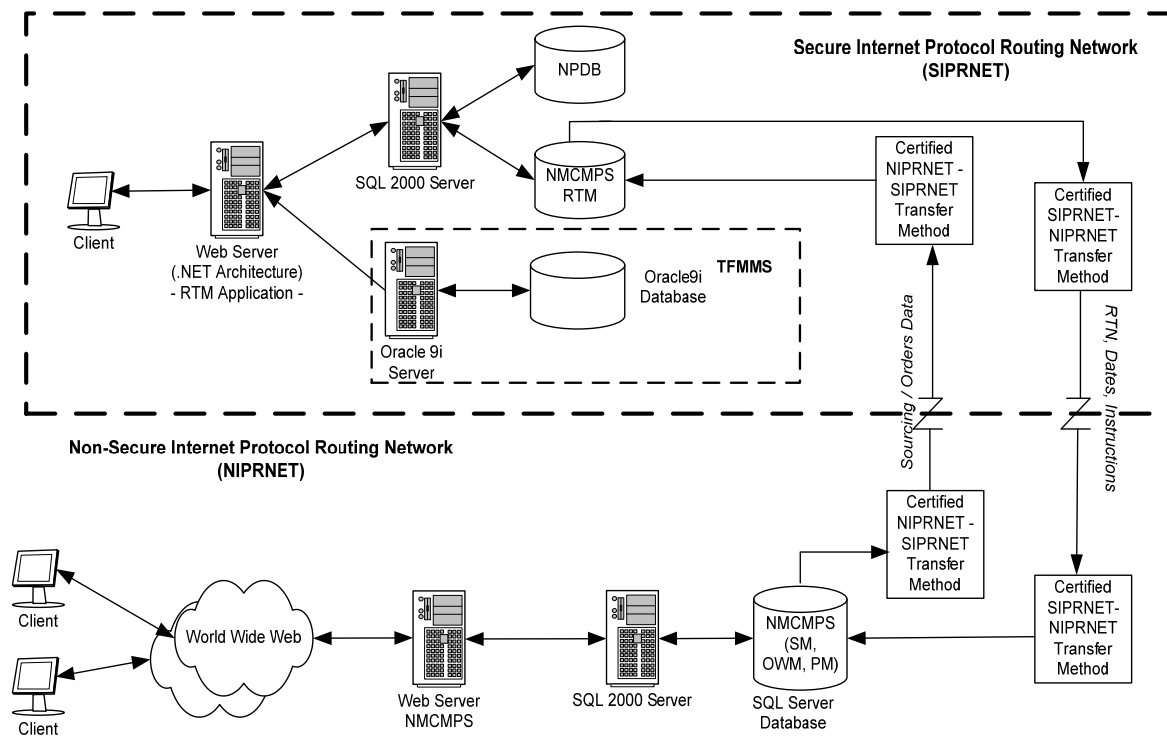 Secure Internet Protocol Routing Network
(SIPRNET)
NPDB
SQL 2000 Server
NMCMPS
RTM
Certified
NIPRNET -
SIPRNET
Transfer
Method
Certified
SIPRNET-
NIPRNET
Transfer
Method
Client
Web Server
(.NET Architecture)
- RTM Application -
TFMMS
Oracle9i
Database
Oracle 9i
Server
Sourcing / Orders Data
RTN, Dates, Instructions
Non-Secure Internet Protocol Routing Network
(NIPRNET)
Certified
NIPRNET -
SIPRNET
Transfer
Method
Client
World Wide Web
Client
Web Server
NMCMPS
SQL 2000 Server
NMCMPS
(SM,
OWM, PM)
SQL Server
Database
Certified
SIPRNET-
NIPRNET
Transfer
Method